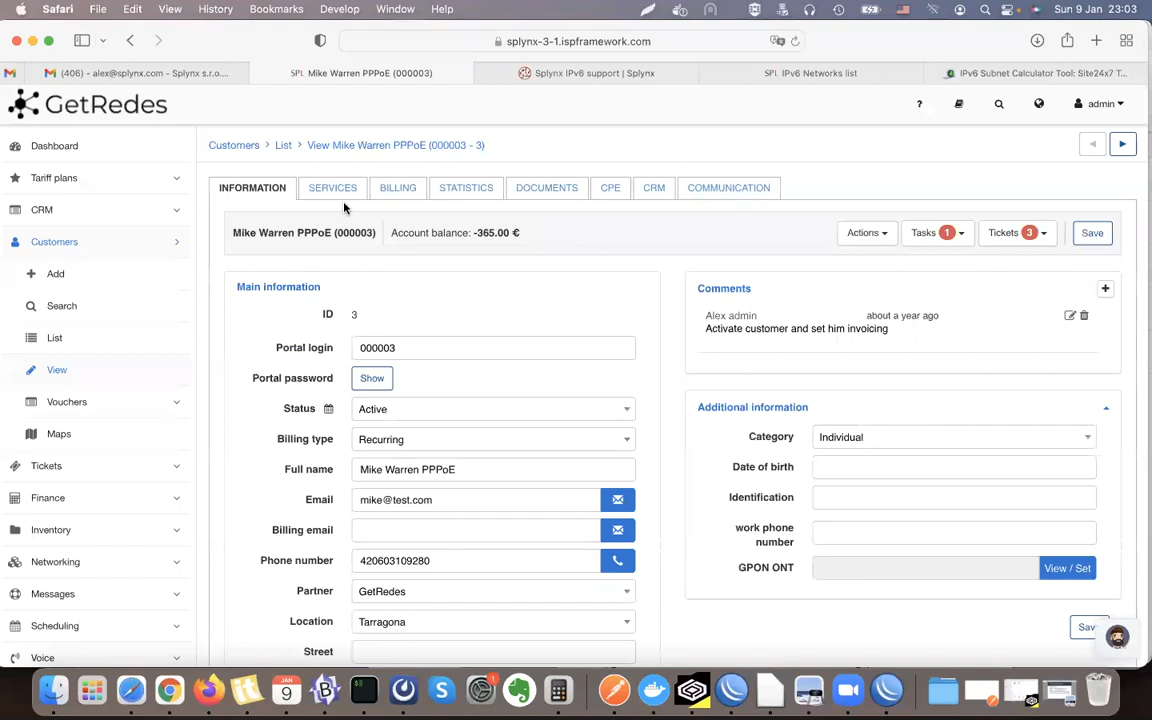 Safari File Edit View History Bookmarks Develop Window Help Sun 9 Jan 23:03
splynx-3-1.ispframework.com
(406) - alex@splynx.com - Splynx s.r.o.... SPL Mike Warren PPPoE (000003) Splynx IPv6 support | Splynx SPL IPv6 Networks list IPv6 Subnet Calculator Tool: Site24x7 T...
GetRedes ? admin
Dashboard
Tariff plans
CRM
Customers
Add
Search
List
View
Vouchers
Maps
Tickets
Finance
Inventory
Networking
Messages
Scheduling
Voice
Customers > List > View Mike Warren PPPoE (000003 - 3)
INFORMATION SERVICES BILLING STATISTICS DOCUMENTS CPE CRM COMMUNICATION
Mike Warren PPPoE (000003) Account balance: -365.00 € Actions Tasks 1 Tickets 3 Save
Main information
ID 3
Portal login 000003
Portal password Show
Status Active
Billing type Recurring
Full name Mike Warren PPPoE
Email mike@test.com
Billing email
Phone number 420603109280
Partner GetRedes
Location Tarragona
Street
Comments
Alex admin about a year ago
Activate customer and set him invoicing
Additional information
Category Individual
Date of birth
Identification
work phone
number
GPON ONT View / Set
JAN
9
1